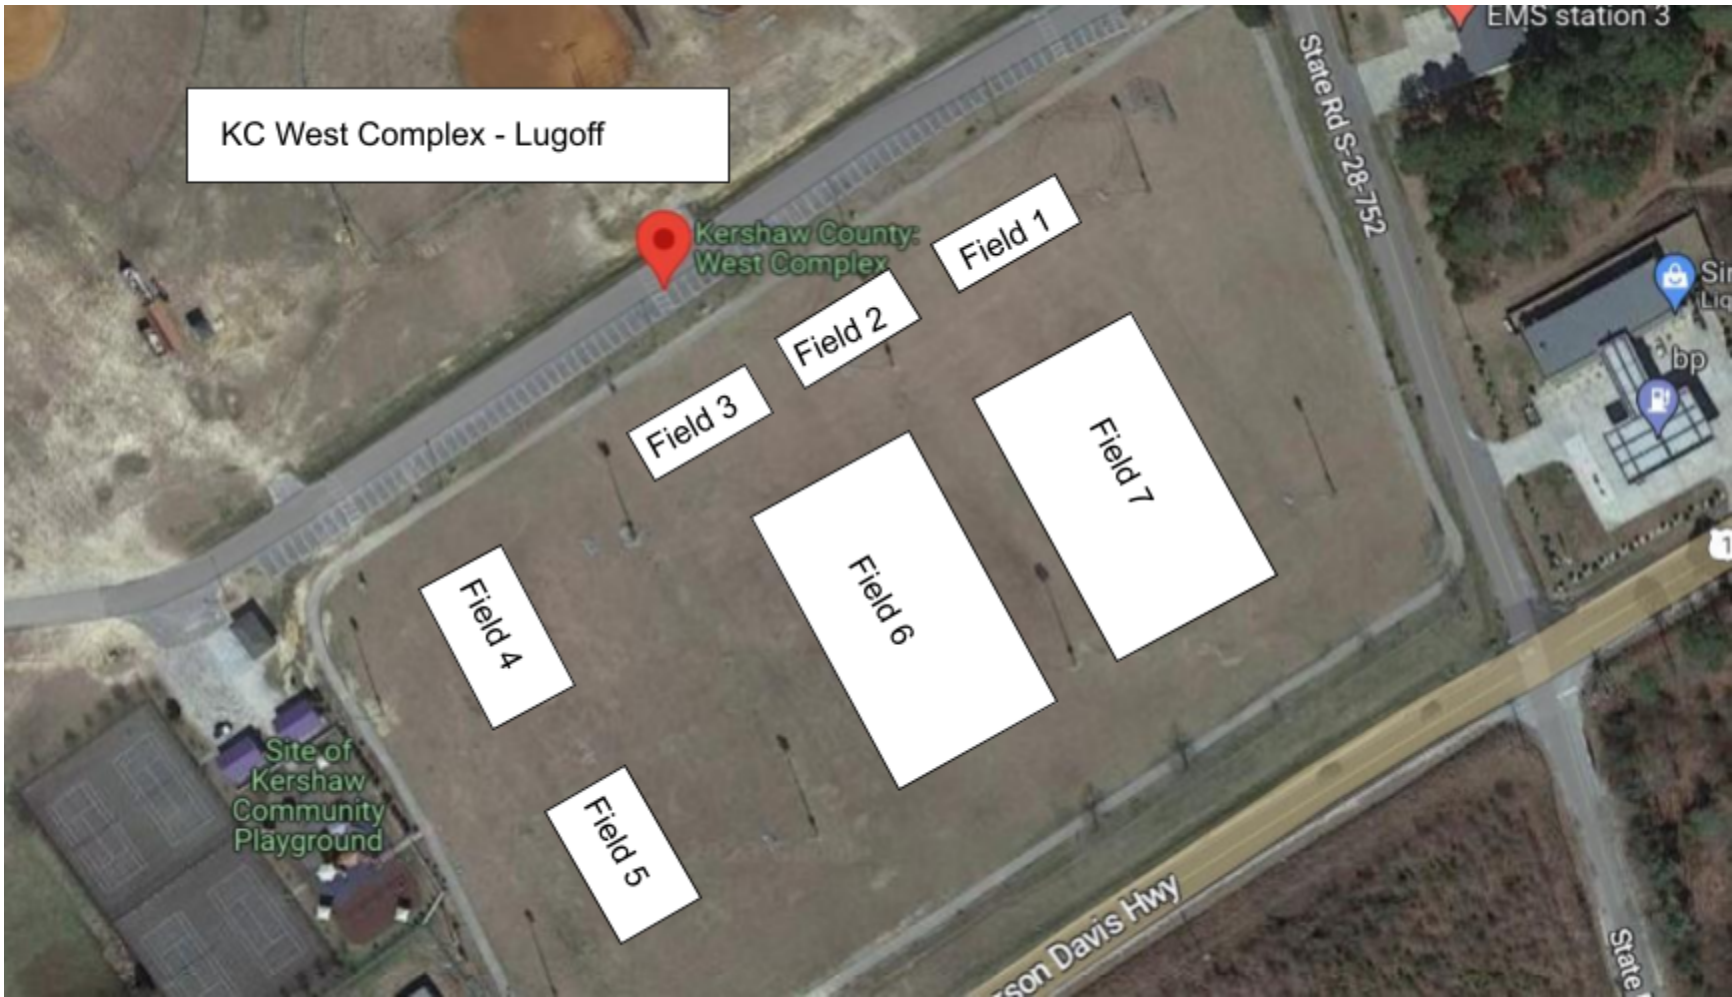 EMS station 3
KC West Complex - Lugoff
State Rd S-28-752
Kershaw County:
West Complex
Field 1
Field 2
Field 3
bp
Field 7
Field 4
Field 6
Site of
Kershaw
Community
Playground
Field 5
Davis Hwy
State